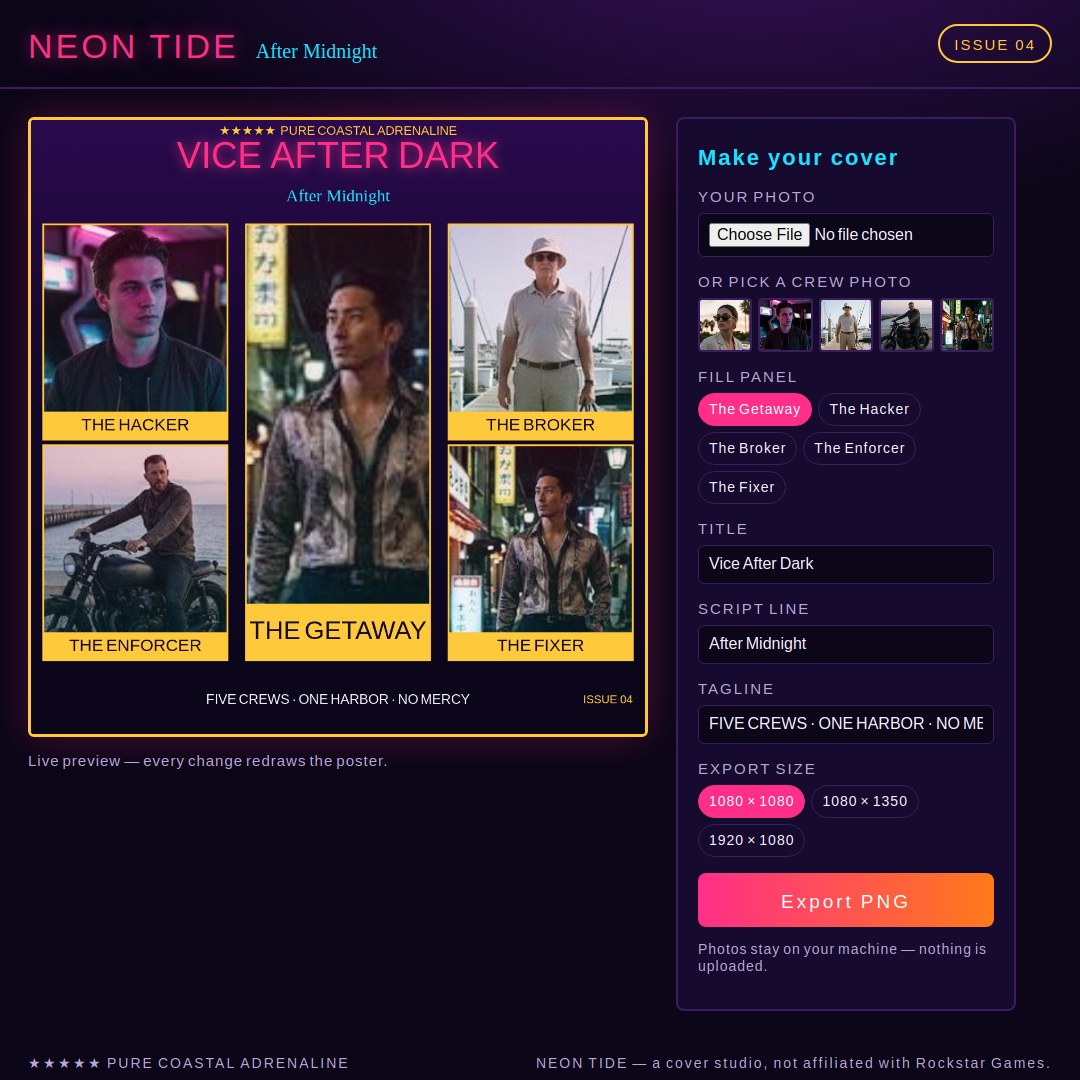 NEON TIDE After Midnight
ISSUE 04
★★★★★ PURE COASTAL ADRENALINE
VICE AFTER DARK
After Midnight
THE HACKER
THE GETAWAY
THE BROKER
THE ENFORCER
THE FIXER
FIVE CREWS · ONE HARBOR · NO MERCY
ISSUE 04
Live preview — every change redraws the poster.
Make your cover
YOUR PHOTO
Choose File No file chosen
OR PICK A CREW PHOTO
FILL PANEL
The Getaway The Hacker
The Broker The Enforcer
The Fixer
TITLE
Vice After Dark
SCRIPT LINE
After Midnight
TAGLINE
FIVE CREWS · ONE HARBOR · NO ME
EXPORT SIZE
1080 × 1080 1080 × 1350
1920 × 1080
Export PNG
Photos stay on your machine — nothing is
uploaded.
★★★★★ PURE COASTAL ADRENALINE
NEON TIDE — a cover studio, not affiliated with Rockstar Games.